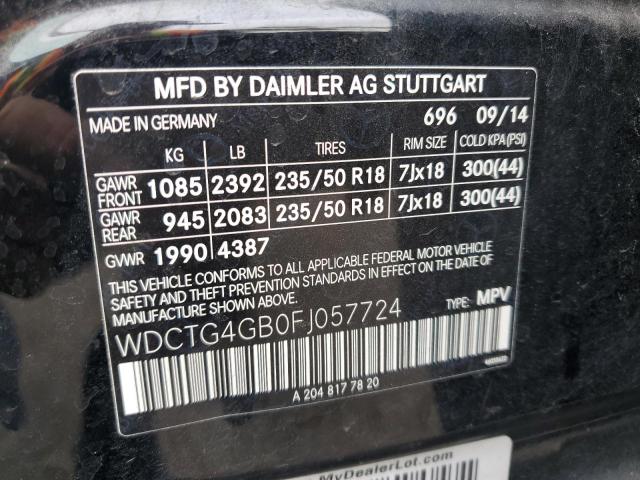 MFD BY DAIMLER AG STUTTGART
MADE IN GERMANY 696 09/14
KG LB TIRES RIM SIZE COLD KPA(PSI)
GAWR FRONT 1085 2392 235/50 R18 7Jx18 300(44)
GAWR REAR 945 2083 235/50 R18 7Jx18 300(44)
GVWR 1990 4387
THIS VEHICLE CONFORMS TO ALL APPLICABLE FEDERAL MOTOR VEHICLE
SAFETY AND THEFT PREVENTION STANDARDS IN EFFECT ON THE DATE OF
MANUFACTURE SHOWN ABOVE.
WDCTG4GB0FJ057724 TYPE: MPV
A 204 817 78 20
MyDealerLot.com